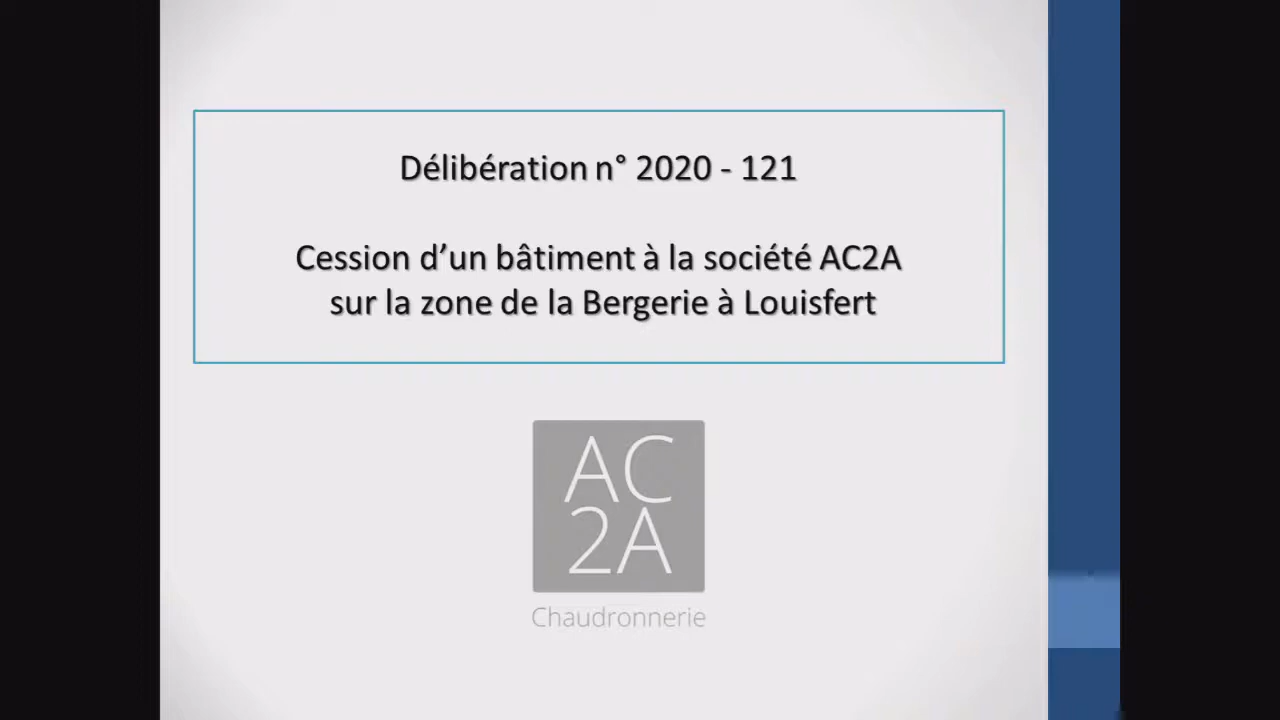 Délibération n° 2020 - 121
Cession d’un bâtiment à la société AC2A
sur la zone de la Bergerie à Louisfert
AC
2A
Chaudronnerie